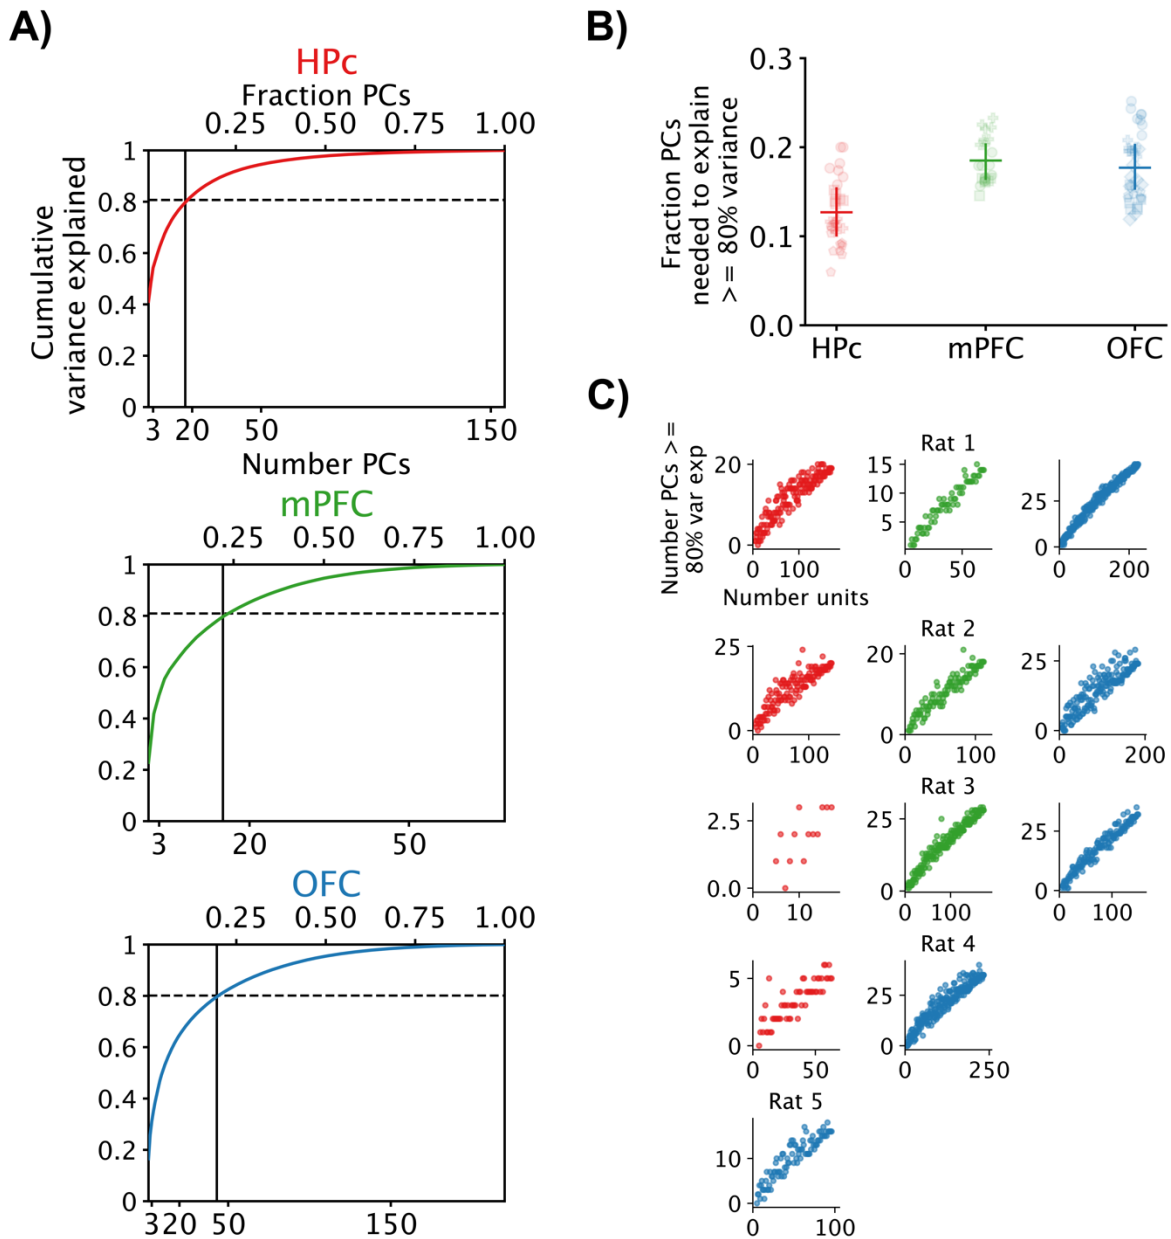 A)
HPc
Fraction PCs
0.25 0.50 0.75 1.00
Cumulative
variance explained
1
0.8
0.6
0.4
0.2
0
3 20 50 150
Number PCs
mPFC
0.25 0.50 0.75 1.00
1
0.8
0.6
0.4
0.2
0
3 20 50
OFC
0.25 0.50 0.75 1.00
1
0.8
0.6
0.4
0.2
0
3 20 50 150
B)
Fraction PCs
needed to explain
>= 80% variance
0.3
0.2
0.1
0.0
HPc mPFC OFC
C)
Number PCs >=
80% var exp
Rat 1
20
0
0 100
Number units
15
10
5
0 50
25
0
0 200
Rat 2
25
0
0 100
20
0
0 100
25
0
0 200
Rat 3
2.5
0.0
0 10
25
0
0 100
25
0
0 100
Rat 4
5
0
0 50
25
0
0 250
Rat 5
10
0
0 100